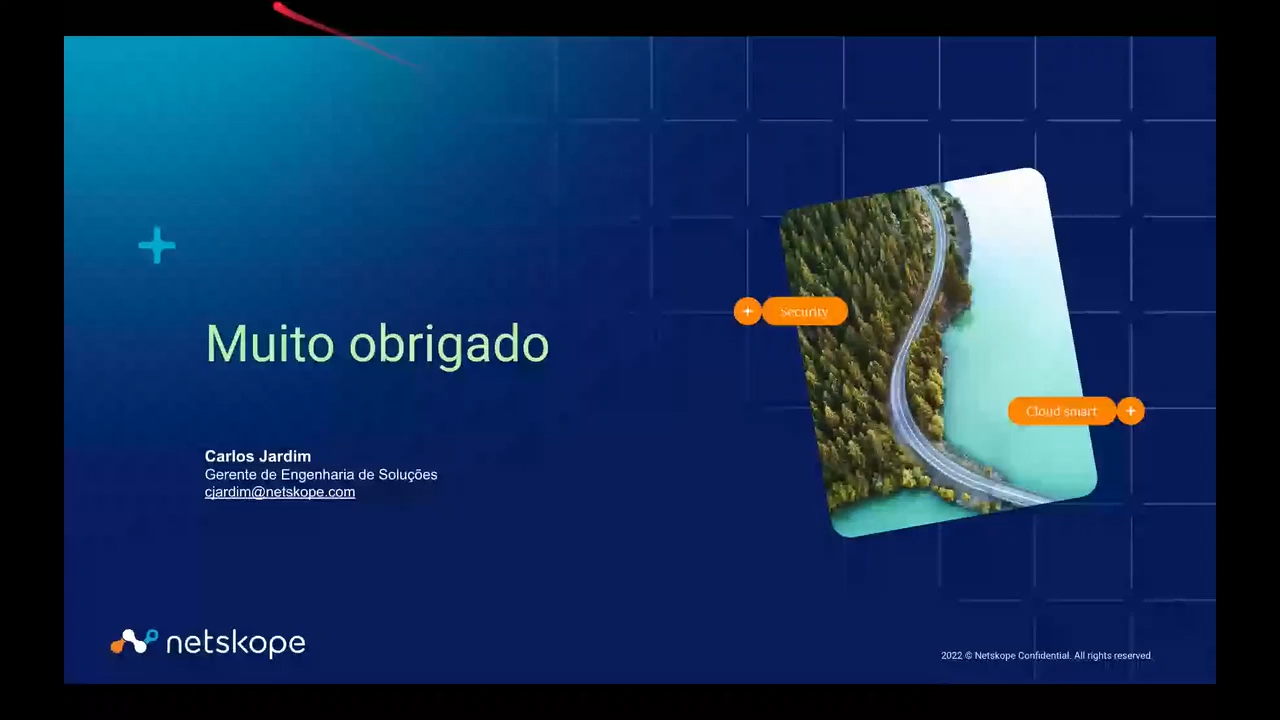 Security
Muito obrigado
Cloud smart
Carlos Jardim
Gerente de Engenharia de Soluções
cjardim@netskope.com
netskope
2022 © Netskope Confidential. All rights reserved.